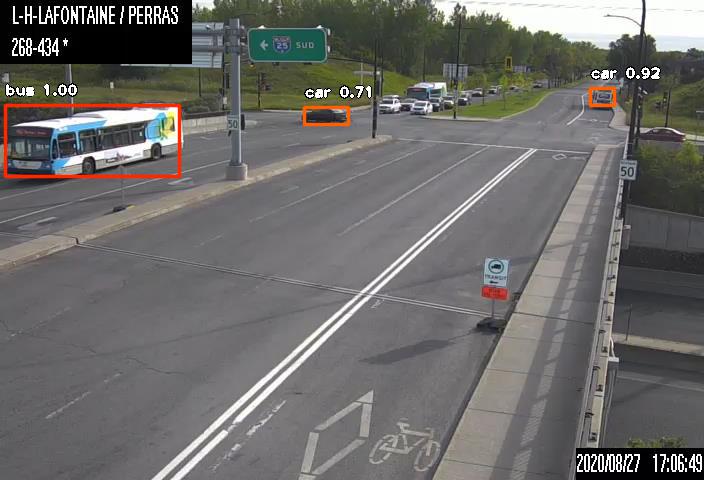 L-H-LAFONTAINE / PERRAS
268-434 *
25 SUD
bus 1.00
car 0.71
car 0.92
50
50
TRANSIT
2020/08/27 17:06:49